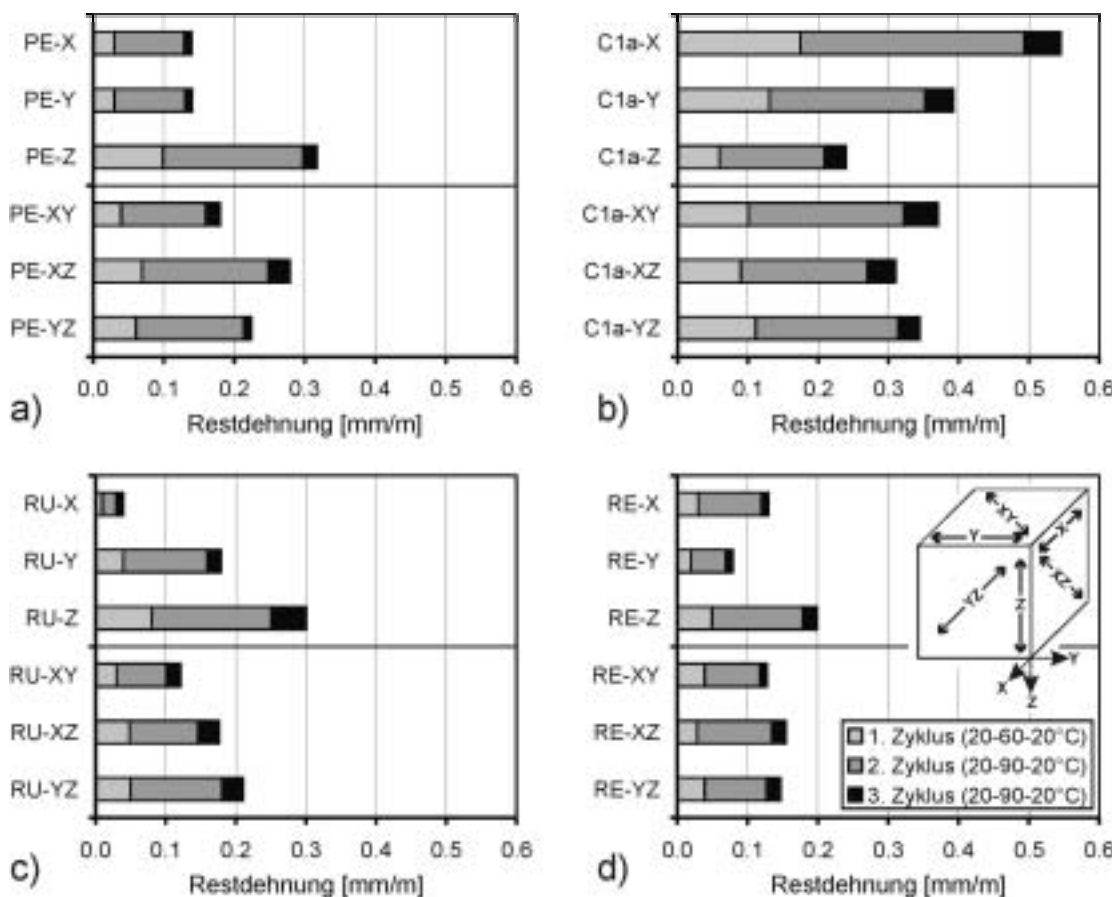 PE-X
PE-Y
PE-Z
PE-XY
PE-XZ
PE-YZ
0.0 0.1 0.2 0.3 0.4 0.5 0.6
a) Restdehnung [mm/m]
C1a-X
C1a-Y
C1a-Z
C1a-XY
C1a-XZ
C1a-YZ
0.0 0.1 0.2 0.3 0.4 0.5 0.6
b) Restdehnung [mm/m]
RU-X
RU-Y
RU-Z
RU-XY
RU-XZ
RU-YZ
0.0 0.1 0.2 0.3 0.4 0.5 0.6
c) Restdehnung [mm/m]
RE-X
RE-Y
RE-Z
RE-XY
RE-XZ
RE-YZ
XY
Y
X
XZ
YZ
Z
Y
X
Z
1. Zyklus (20-60-20°C)
2. Zyklus (20-90-20°C)
3. Zyklus (20-90-20°C)
0.0 0.1 0.2 0.3 0.4 0.5 0.6
d) Restdehnung [mm/m]